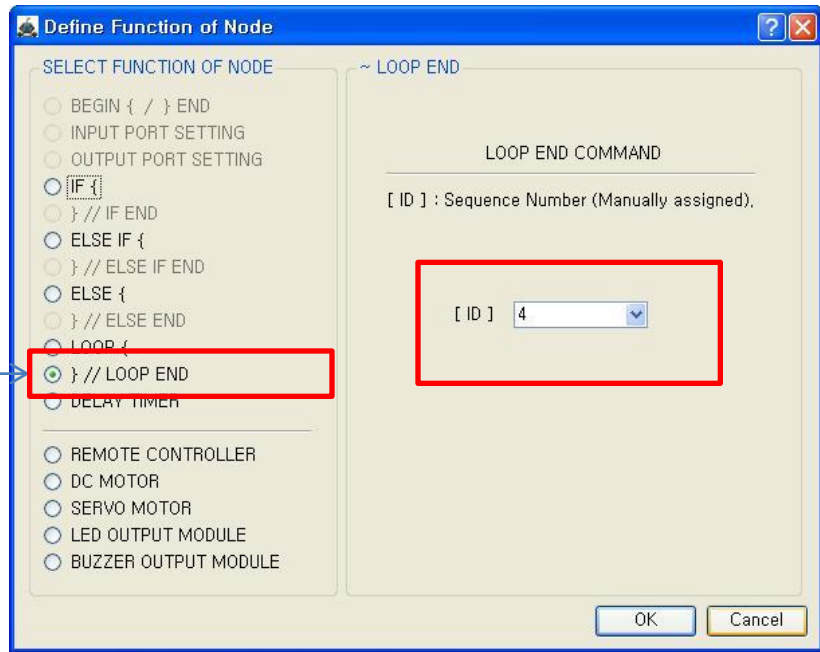 Define Function of Node
SELECT FUNCTION OF NODE
BEGIN { / } END
INPUT PORT SETTING
OUTPUT PORT SETTING
IF {
} // IF END
ELSE IF {
} // ELSE IF END
ELSE {
} // ELSE END
LOOP {
} // LOOP END
DELAY TIMER
REMOTE CONTROLLER
DC MOTOR
SERVO MOTOR
LED OUTPUT MODULE
BUZZER OUTPUT MODULE
~ LOOP END
LOOP END COMMAND
[ ID ] : Sequence Number (Manually assigned).
[ ID ] 4
OK Cancel